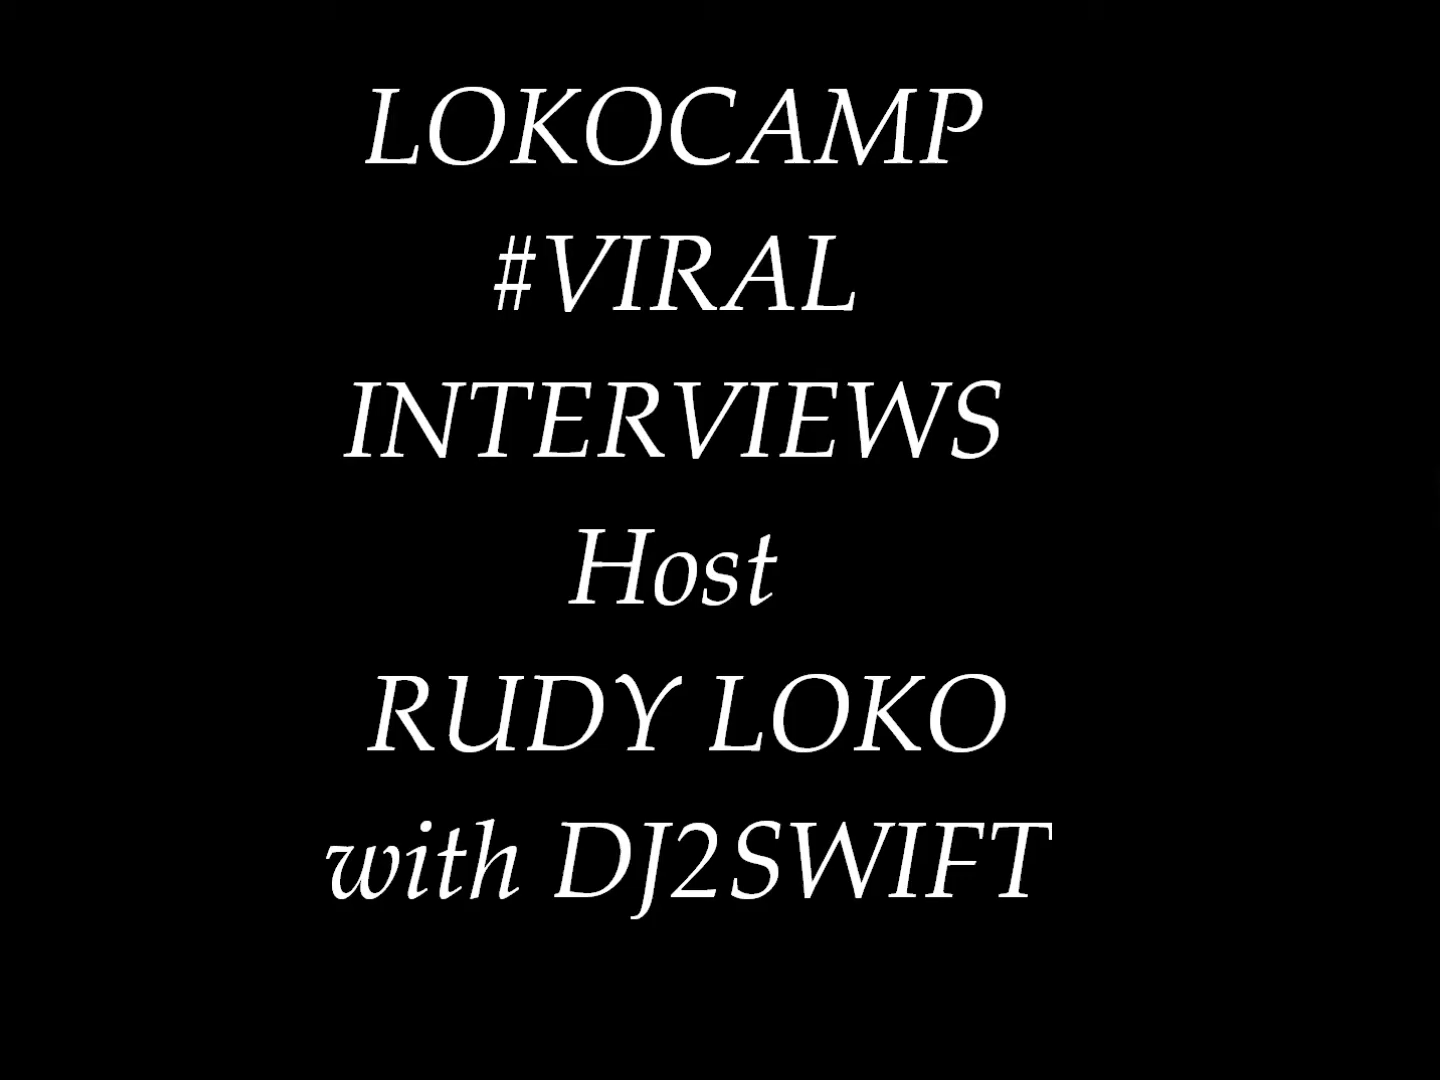 LOKOCAMP
#VIRAL
INTERVIEWS
Host
RUDY LOKO
with DJ2SWIFT